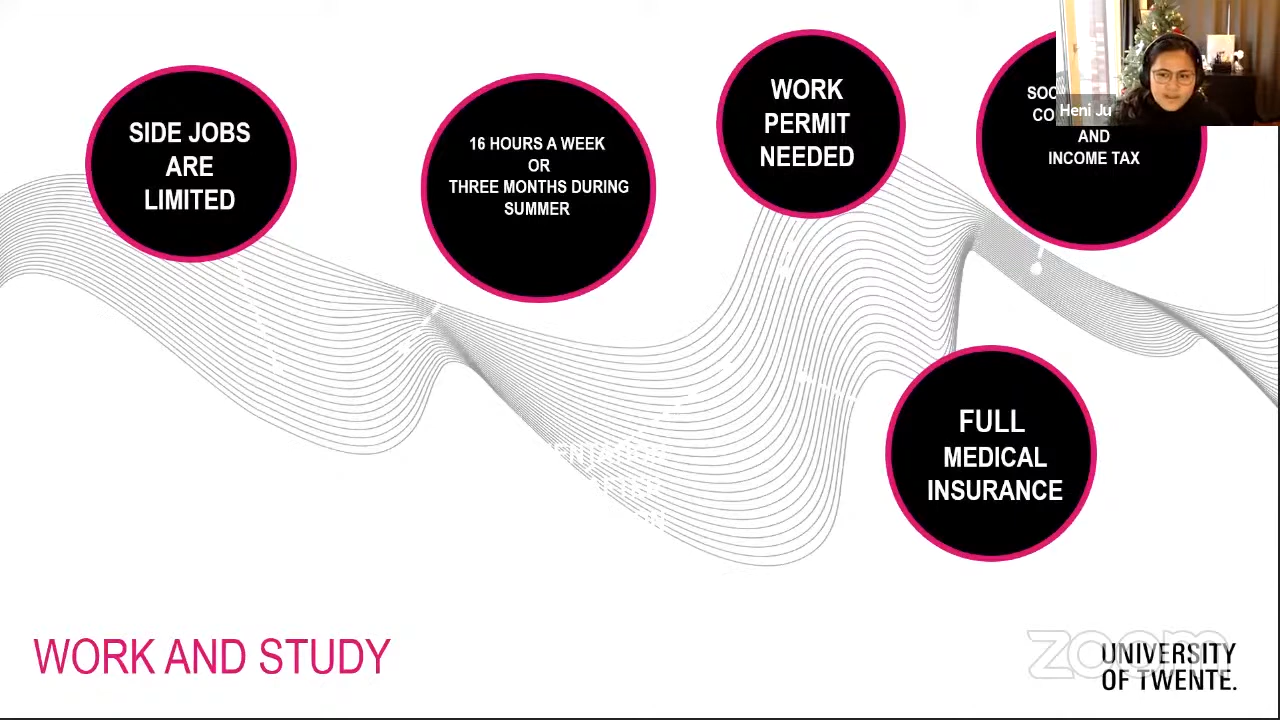 SIDE JOBS
ARE
LIMITED
16 HOURS A WEEK
OR
THREE MONTHS DURING
SUMMER
WORK
PERMIT
NEEDED
AND
INCOME TAX
Heni Ju
FULL
MEDICAL
INSURANCE
WORK AND STUDY
zoom
UNIVERSITY
OF TWENTE.